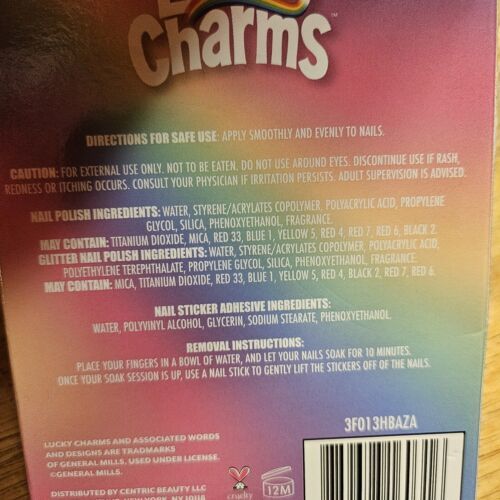 Charms™
DIRECTIONS FOR SAFE USE: APPLY SMOOTHLY AND EVENLY TO NAILS.
CAUTION: FOR EXTERNAL USE ONLY. NOT TO BE EATEN. DO NOT USE AROUND EYES. DISCONTINUE USE IF RASH,
REDNESS OR ITCHING OCCURS. CONSULT YOUR PHYSICIAN IF IRRITATION PERSISTS. ADULT SUPERVISION IS ADVISED.
NAIL POLISH INGREDIENTS: WATER, STYRENE/ACRYLATES COPOLYMER, POLYACRYLIC ACID, PROPYLENE
GLYCOL, SILICA, PHENOXYETHANOL, FRAGRANCE.
MAY CONTAIN: TITANIUM DIOXIDE, MICA, RED 33, BLUE 1, YELLOW 5, RED 4, RED 7, RED 6, BLACK 2.
GLITTER NAIL POLISH INGREDIENTS: WATER, STYRENE/ACRYLATES COPOLYMER, POLYACRYLIC ACID,
POLYETHYLENE TEREPHTHALATE, PROPYLENE GLYCOL, SILICA, PHENOXYETHANOL, FRAGRANCE.
MAY CONTAIN: MICA, TITANIUM DIOXIDE, RED 33, BLUE 1, YELLOW 5, RED 4, BLACK 2, RED 7, RED 6.
NAIL STICKER ADHESIVE INGREDIENTS:
WATER, POLYVINYL ALCOHOL, GLYCERIN, SODIUM STEARATE, PHENOXYETHANOL.
REMOVAL INSTRUCTIONS:
PLACE YOUR FINGERS IN A BOWL OF WATER, AND LET YOUR NAILS SOAK FOR 10 MINUTES.
ONCE YOUR SOAK SESSION IS UP, USE A NAIL STICK TO GENTLY LIFT THE STICKERS OFF OF THE NAILS.
3F013HBAZA
LUCKY CHARMS AND ASSOCIATED WORDS
AND DESIGNS ARE TRADMARKS
OF GENERAL MILLS. USED UNDER LICENSE.
©GENERAL MILLS.
DISTRIBUTED BY CENTRIC BEAUTY LLC
NEW YORK, NY 10118
cruelty
12M